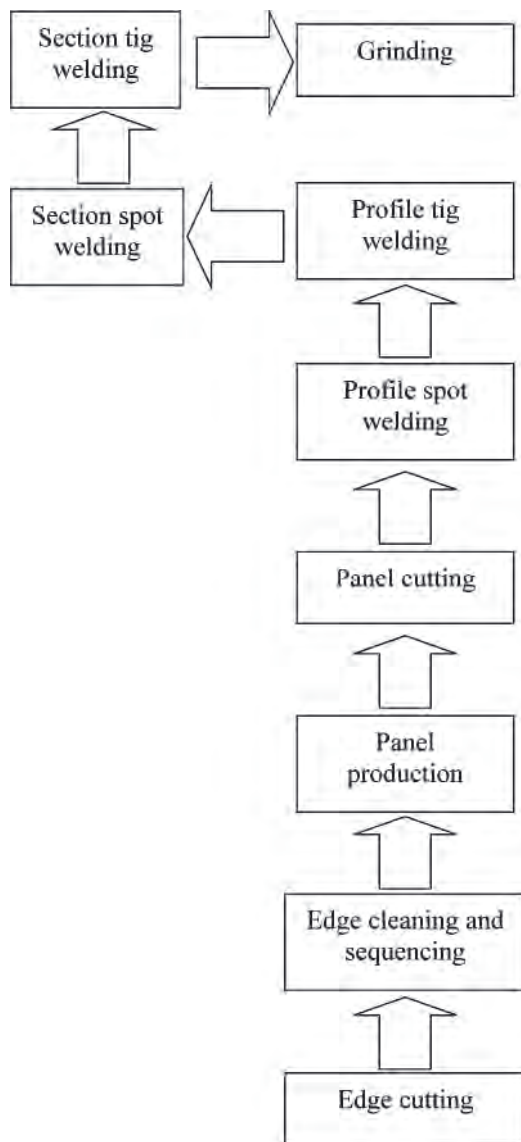 Section tig
welding
Grinding
Section spot
welding
Profile tig
welding
Profile spot
welding
Panel cutting
Panel
production
Edge cleaning and
sequencing
Edge cutting